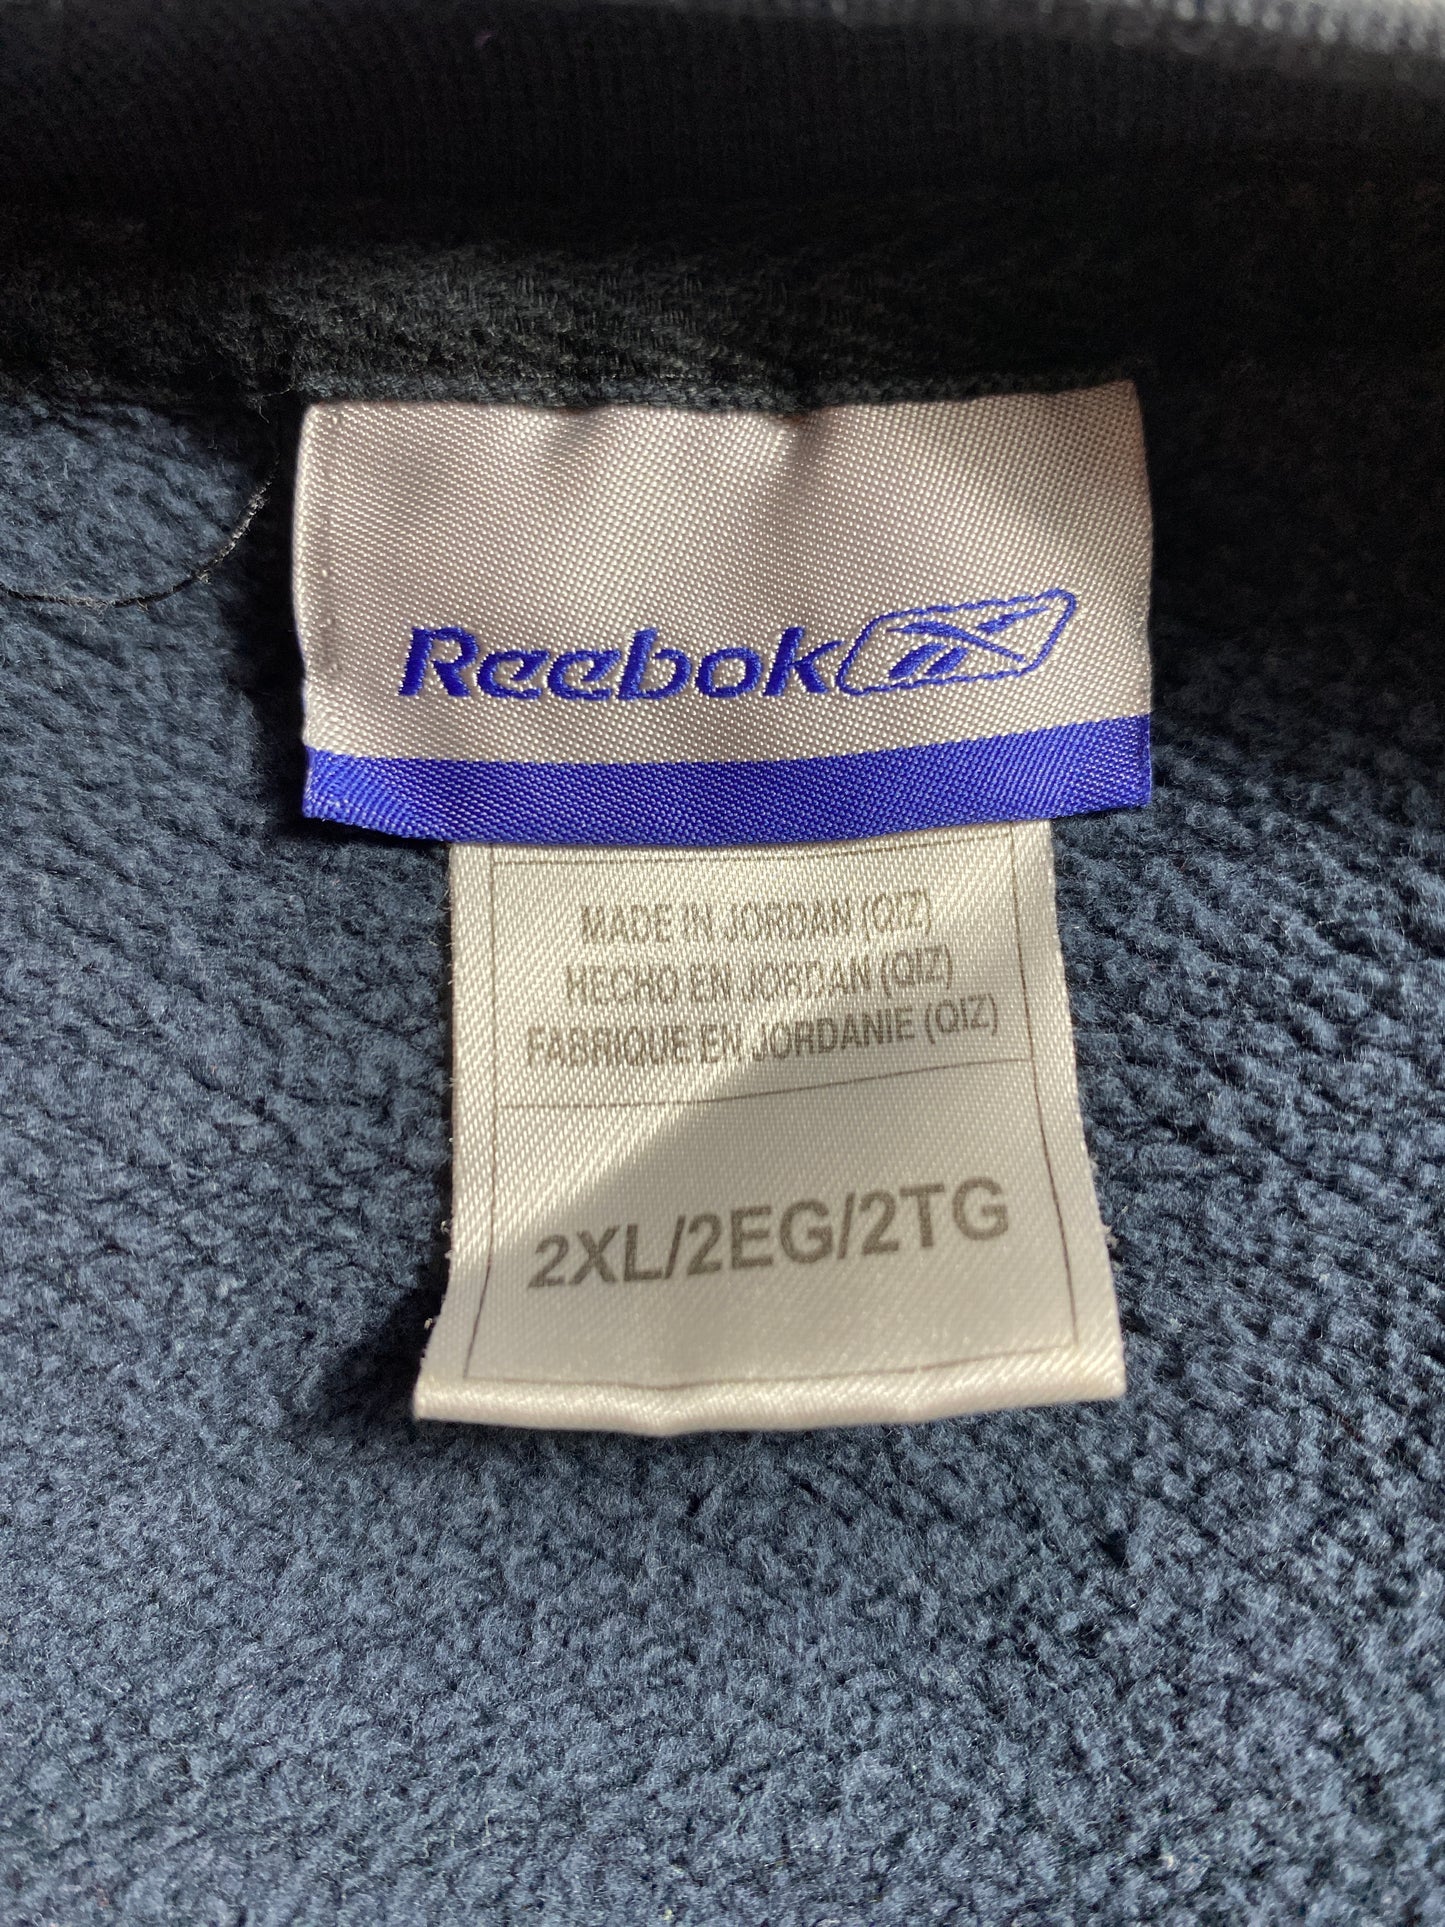 Reebok
MADE IN JORDAN (QIZ)
HECHO EN JORDAN (QIZ)
FABRIQUE EN JORDANIE (QIZ)
2XL/2EG/2TG